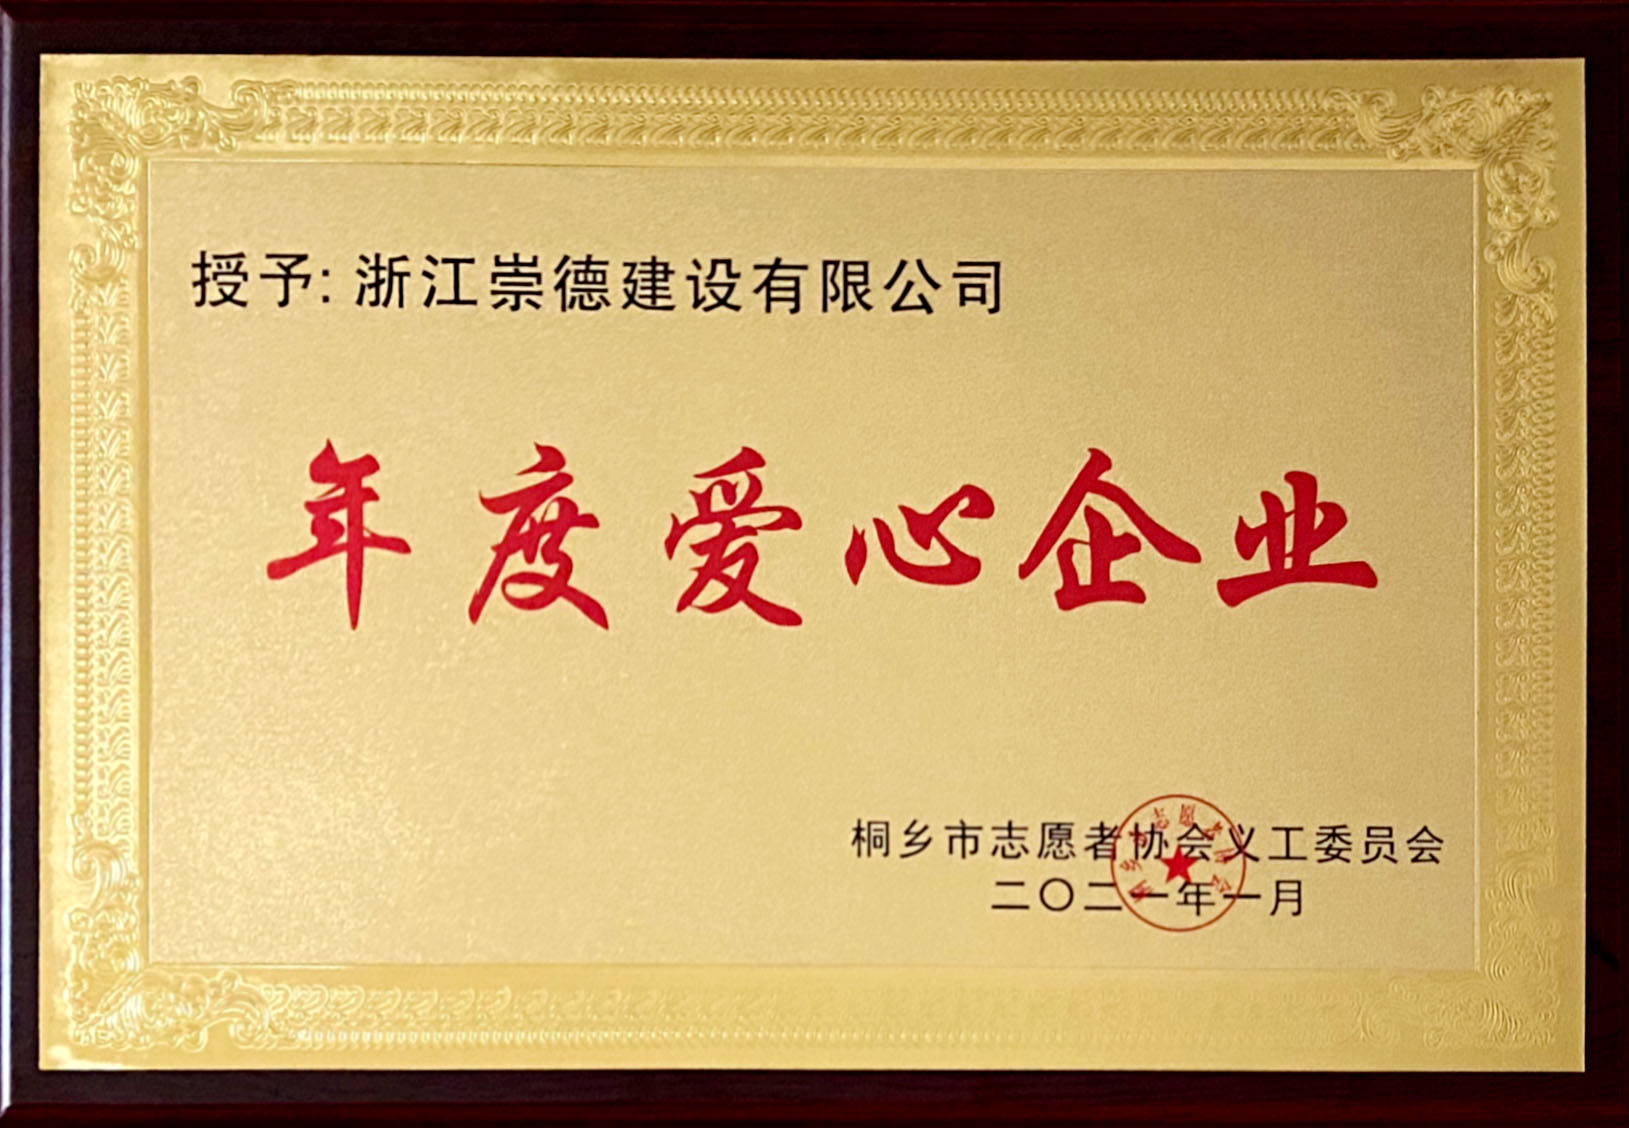 授予:浙江崇德建设有限公司
年度爱心企业
桐乡市志愿者协会义工委员会
二〇二一年一月